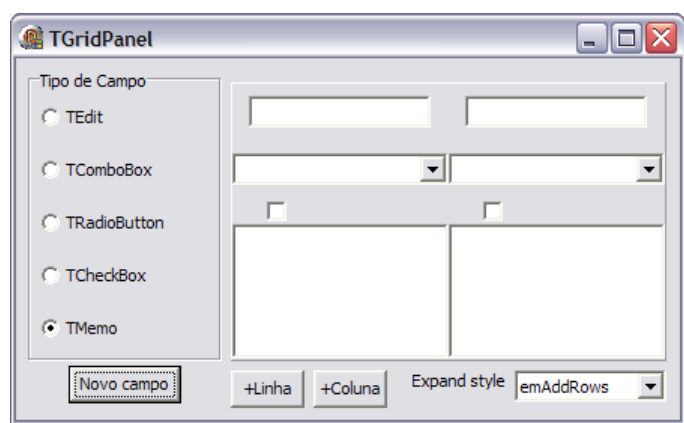 TGridPanel
Tipo de Campo
TEdit
TComboBox
TRadioButton
TCheckBox
TMemo
Novo campo
+Linha
+Coluna
Expand style
emAddRows